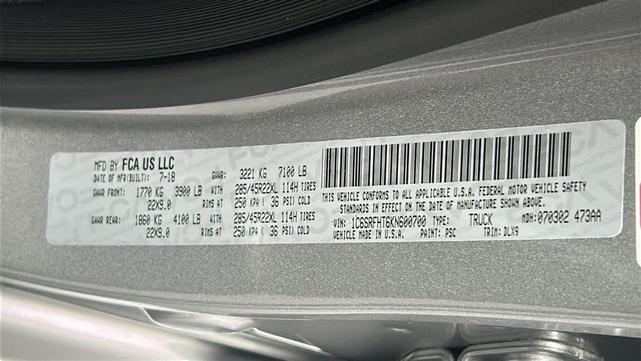 MFD BY FCA US LLC
DATE OF MFR(BUILT): 7-18 GVWR: 3221 KG 7100 LB
GAWR FRONT: 1770 KG 3900 LB WITH 285/45R22XL 114H TIRES
22X9.0 RIMS AT 250 KPA ( 36 PSI) COLD
GAWR REAR: 1860 KG 4100 LB WITH 285/45R22XL 114H TIRES
22X9.0 RIMS AT 250 KPA ( 36 PSI) COLD
THIS VEHICLE CONFORMS TO ALL APPLICABLE U.S.A. FEDERAL MOTOR VEHICLE SAFETY
STANDARDS IN EFFECT ON THE DATE OF MANUFACTURE SHOWN ABOVE.
VIN: 1C6SRFHT6KN600700 TYPE: TRUCK MDH: 070302 473AA
VEHICLE MADE IN U.S.A. PAINT: PSC TRIM: DLX9